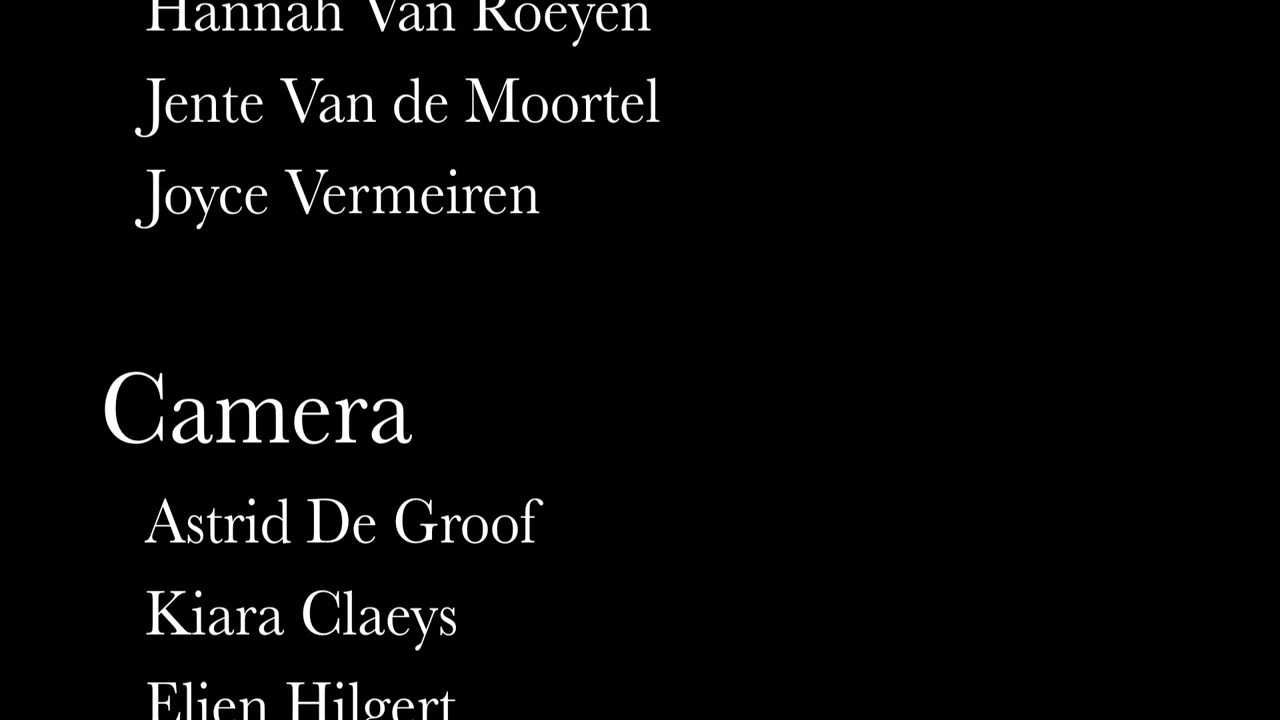 Hannah Van Roeyen
Jente Van de Moortel
Joyce Vermeiren
Camera
Astrid De Groof
Kiara Claeys
Elien Hilgert